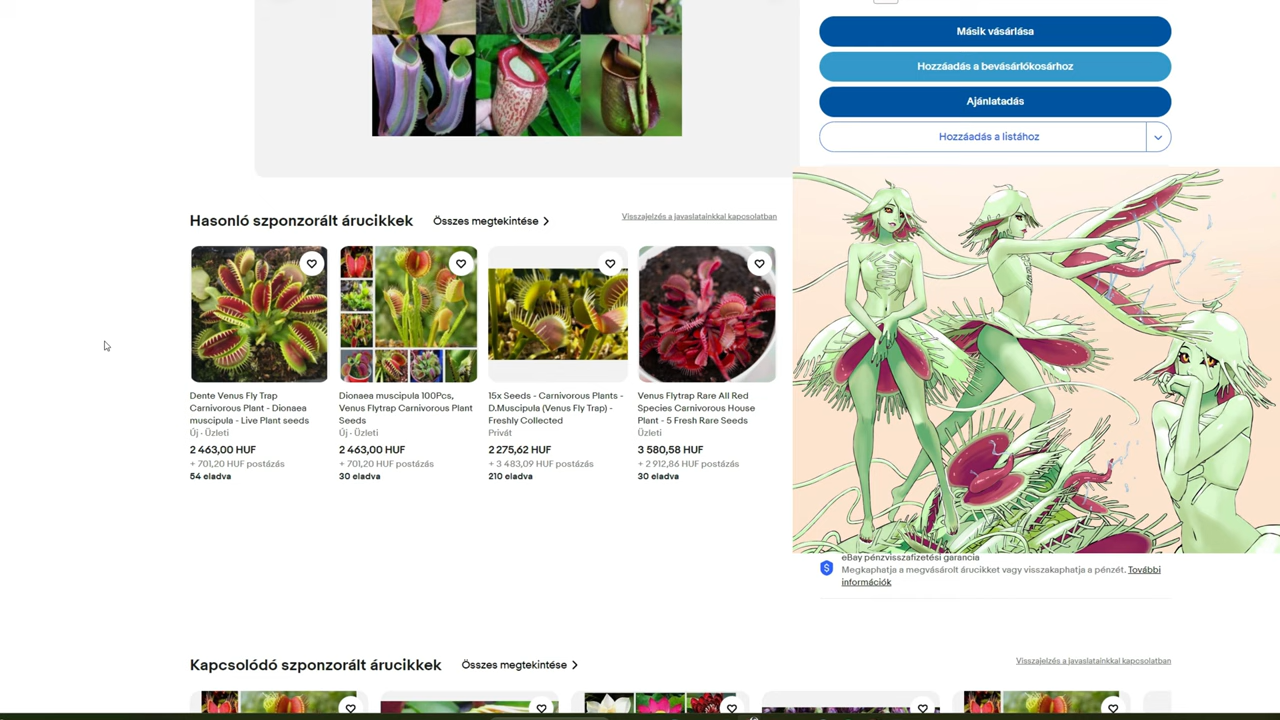 Másik vásárlása
Hozzáadás a bevásárlókosárhoz
Ajánlatadás
Hozzáadás a listához
Hasonló szponzorált árucikkek
Összes megtekintése
Visszajelzés a javaslatainkkal kapcsolatban
Dente Venus Fly Trap
Carnivorous Plant - Dionaea
muscipula - Live Plant seeds
Új · Üzleti
2 463,00 HUF
+ 701,20 HUF postázás
54 eladva
Dionaea muscipula 100Pcs,
Venus Flytrap Carnivorous Plant
Seeds
Új · Üzleti
2 463,00 HUF
+ 701,20 HUF postázás
30 eladva
15x Seeds - Carnivorous Plants -
D.Muscipula (Venus Fly Trap) -
Freshly Collected
Privát
2 275,62 HUF
+ 3 483,09 HUF postázás
210 eladva
Venus Flytrap Rare All Red
Species Carnivorous House
Plant - 5 Fresh Rare Seeds
Üzleti
3 580,58 HUF
+ 2 912,86 HUF postázás
30 eladva
eBay pénzvisszafizetési garancia
Megkaphatja a megvásárolt árucikket vagy visszakaphatja a pénzét. További
információk
Kapcsolódó szponzorált árucikkek
Összes megtekintése
Visszajelzés a javaslatainkkal kapcsolatban